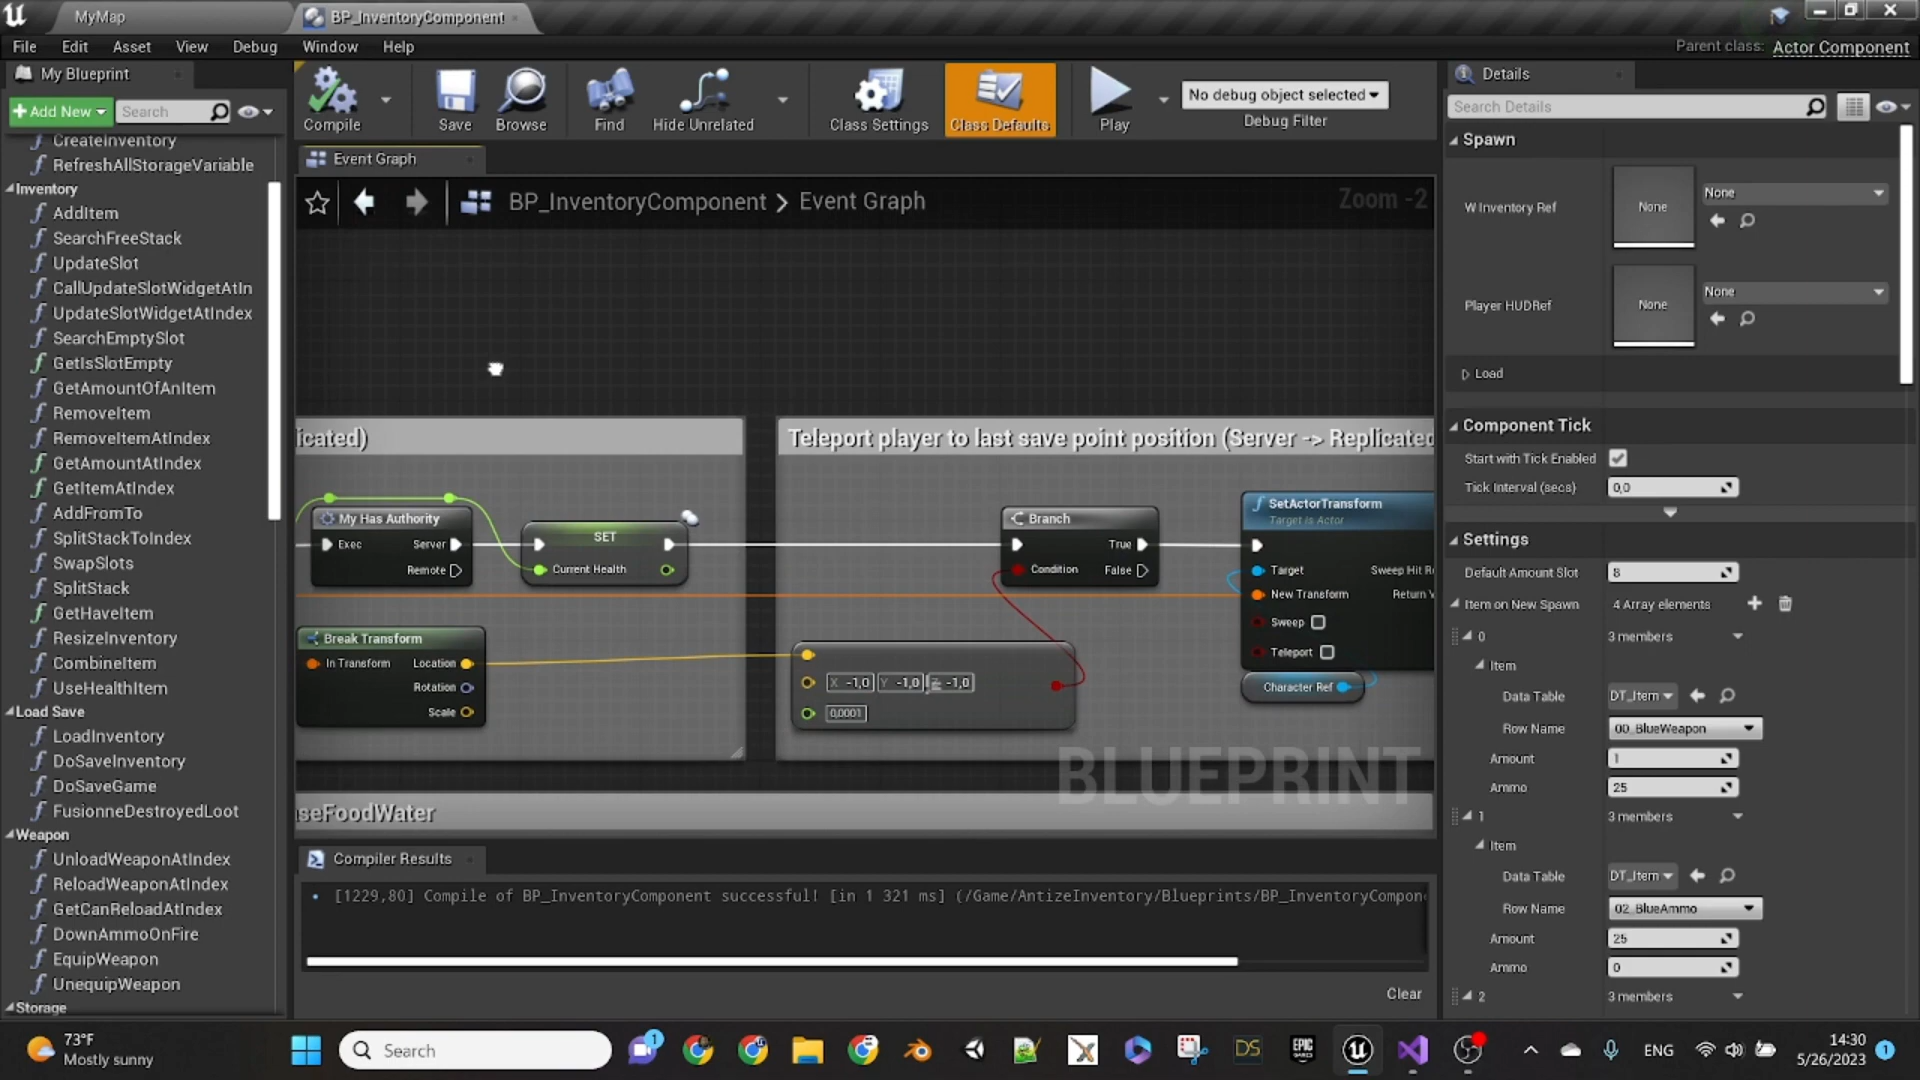 MyMap
BP_InventoryComponent
File Edit Asset View Debug Window Help
Parent class: Actor Component
My Blueprint
Add New
Search
CreateInventory
RefreshAllStorageVariable
Inventory
AddItem
SearchFreeStack
UpdateSlot
CallUpdateSlotWidgetAtIn
UpdateSlotWidgetAtIndex
SearchEmptySlot
GetIsSlotEmpty
GetAmountOfAnItem
RemoveItem
RemoveItemAtIndex
GetAmountAtIndex
GetItemAtIndex
AddFromTo
SplitStackToIndex
SwapSlots
SplitStack
GetHaveItem
ResizeInventory
CombineItem
UseHealthItem
Load Save
LoadInventory
DoSaveInventory
DoSaveGame
FusionneDestroyedLoot
Weapon
UnloadWeaponAtIndex
ReloadWeaponAtIndex
GetCanReloadAtIndex
DownAmmoOnFire
EquipWeapon
UnequipWeapon
Storage
Compile Save Browse Find Hide Unrelated Class Settings Class Defaults Play
No debug object selected
Debug Filter
Event Graph
BP_InventoryComponent > Event Graph
Zoom -2
icated)
My Has Authority
Exec Server
Remote
SET
Current Health
Break Transform
In Transform Location
Rotation
Scale
Teleport player to last save point position (Server -> Replicated
Branch
True
Condition False
X -1,0 Y -1,0 -1,0
0,0001
SetActorTransform
Target is Actor
Target Sweep Hit R
New Transform Return V
Sweep
Teleport
Character Ref
BLUEPRINT
useFoodWater
Compiler Results
[1229,80] Compile of BP_InventoryComponent successful! [in 1 321 ms] (/Game/AntizeInventory/Blueprints/BP_InventoryCompon
Clear
Details
Search Details
Spawn
W Inventory Ref
None
None
Player HUDRef
None
None
Load
Component Tick
Start with Tick Enabled
Tick Interval (secs) 0,0
Settings
Default Amount Slot 8
Item on New Spawn 4 Array elements
0 3 members
Item
Data Table DT_Item
Row Name 00_BlueWeapon
Amount 1
Ammo 25
1 3 members
Item
Data Table DT_Item
Row Name 02_BlueAmmo
Amount 25
Ammo 0
2 3 members
73°F
Mostly sunny
Search
1
DS
EPIC
GAMES
ENG
14:30
5/26/2023
1